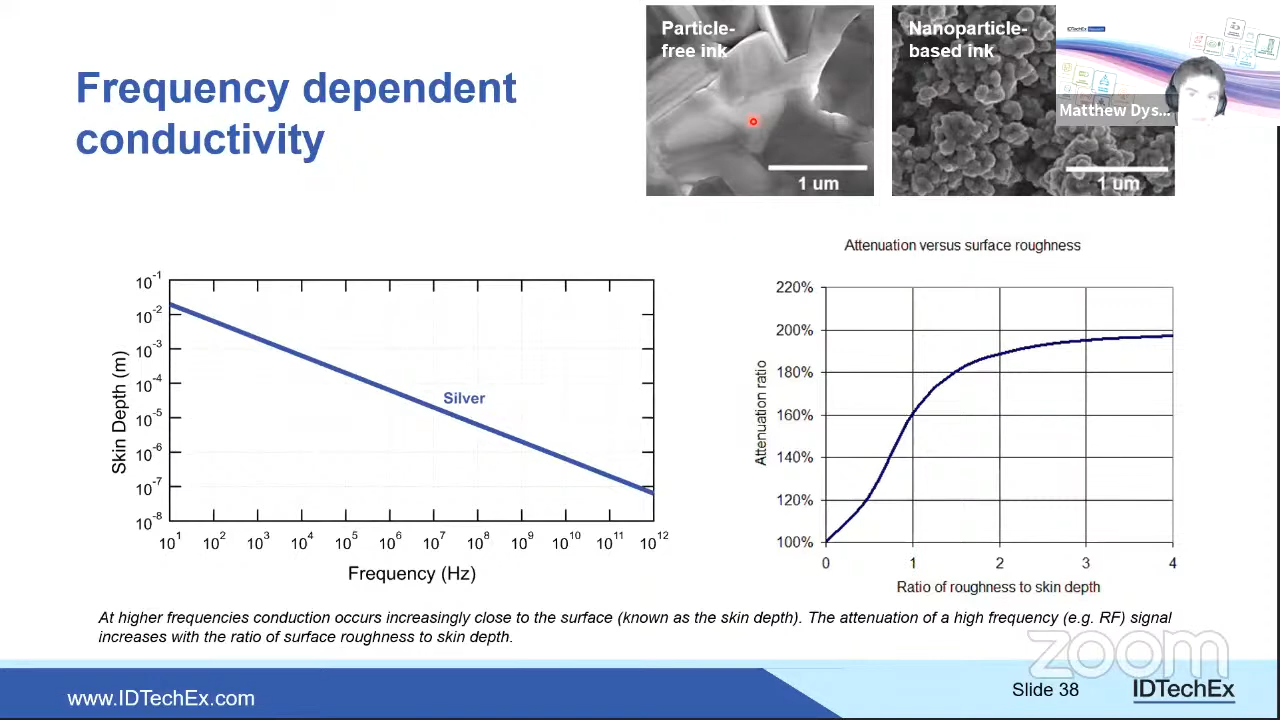 Frequency dependent
conductivity
Particle-
free ink
1 um
Nanoparticle-
based ink
1 um
IDTechEx
Matthew Dys...
10⁻¹
10⁻²
10⁻³
10⁻⁴
10⁻⁵
10⁻⁶
10⁻⁷
10⁻⁸
Skin Depth (m)
Silver
10¹ 10² 10³ 10⁴ 10⁵ 10⁶ 10⁷ 10⁸ 10⁹ 10¹⁰ 10¹¹ 10¹²
Frequency (Hz)
Attenuation versus surface roughness
220%
200%
180%
160%
140%
120%
100%
Attenuation ratio
0 1 2 3 4
Ratio of roughness to skin depth
At higher frequencies conduction occurs increasingly close to the surface (known as the skin depth). The attenuation of a high frequency (e.g. RF) signal
increases with the ratio of surface roughness to skin depth.
zoom
www.IDTechEx.com
Slide 38
IDTechEx